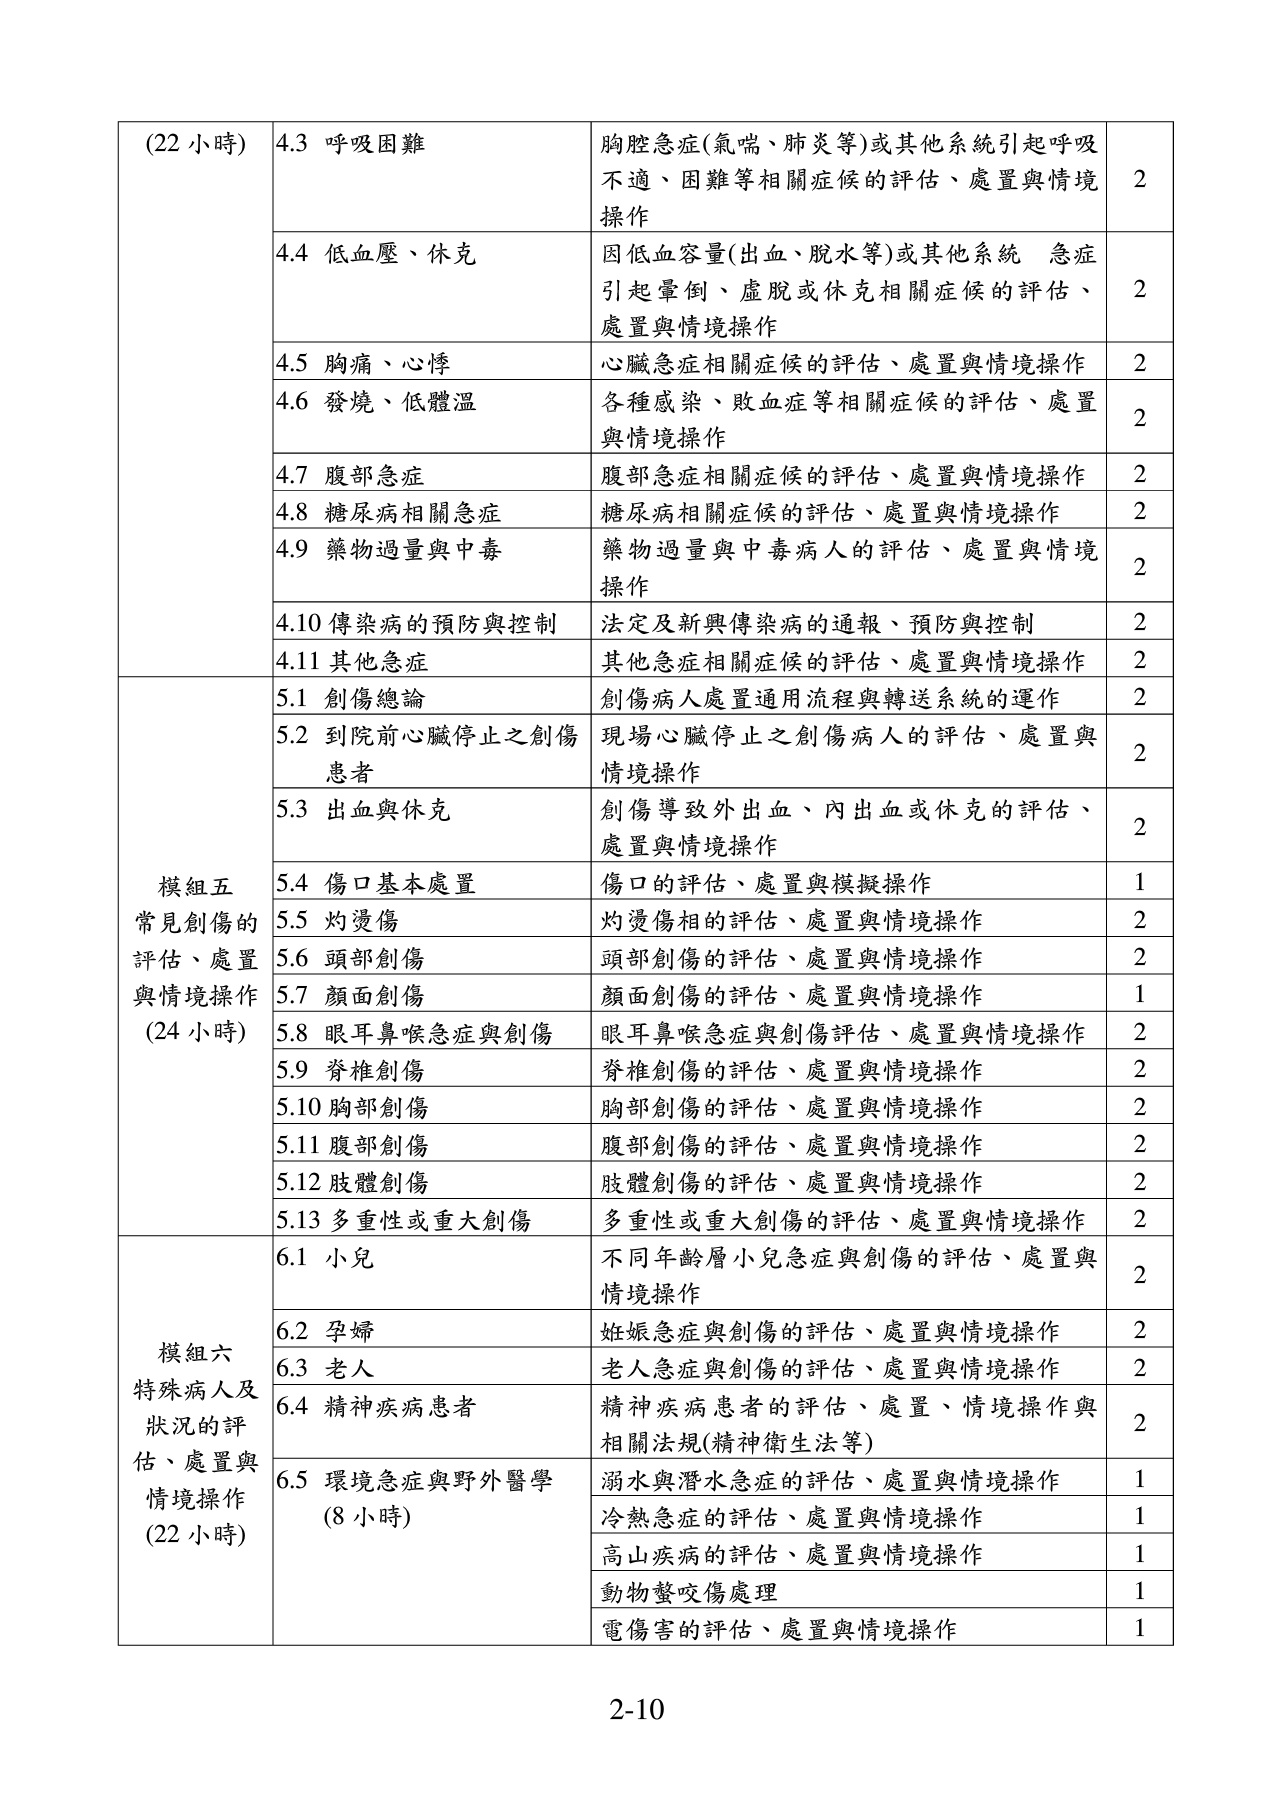 (22 小時)
4.3 呼吸困難
胸腔急症(氣喘、肺炎等)或其他系統引起呼吸
不適、困難等相關症候的評估、處置與情境
操作
2
4.4 低血壓、休克
因低血容量(出血、脫水等)或其他系統 急症
引起暈倒、虛脫或休克相關症候的評估、
處置與情境操作
2
4.5 胸痛、心悸
心臟急症相關症候的評估、處置與情境操作
2
4.6 發燒、低體溫
各種感染、敗血症等相關症候的評估、處置
與情境操作
2
4.7 腹部急症
腹部急症相關症候的評估、處置與情境操作
2
4.8 糖尿病相關急症
糖尿病相關症候的評估、處置與情境操作
2
4.9 藥物過量與中毒
藥物過量與中毒病人的評估、處置與情境
操作
2
4.10 傳染病的預防與控制
法定及新興傳染病的通報、預防與控制
2
4.11 其他急症
其他急症相關症候的評估、處置與情境操作
2
模組五
常見創傷的
評估、處置
與情境操作
(24 小時)
5.1 創傷總論
創傷病人處置通用流程與轉送系統的運作
2
5.2 到院前心臟停止之創傷
患者
現場心臟停止之創傷病人的評估、處置與
情境操作
2
5.3 出血與休克
創傷導致外出血、內出血或休克的評估、
處置與情境操作
2
5.4 傷口基本處置
傷口的評估、處置與模擬操作
1
5.5 灼燙傷
灼燙傷相的評估、處置與情境操作
2
5.6 頭部創傷
頭部創傷的評估、處置與情境操作
2
5.7 顏面創傷
顏面創傷的評估、處置與情境操作
1
5.8 眼耳鼻喉急症與創傷
眼耳鼻喉急症與創傷評估、處置與情境操作
2
5.9 脊椎創傷
脊椎創傷的評估、處置與情境操作
2
5.10 胸部創傷
胸部創傷的評估、處置與情境操作
2
5.11 腹部創傷
腹部創傷的評估、處置與情境操作
2
5.12 肢體創傷
肢體創傷的評估、處置與情境操作
2
5.13 多重性或重大創傷
多重性或重大創傷的評估、處置與情境操作
2
模組六
特殊病人及
狀況的評
估、處置與
情境操作
(22 小時)
6.1 小兒
不同年齡層小兒急症與創傷的評估、處置與
情境操作
2
6.2 孕婦
妊娠急症與創傷的評估、處置與情境操作
2
6.3 老人
老人急症與創傷的評估、處置與情境操作
2
6.4 精神疾病患者
精神疾病患者的評估、處置、情境操作與
相關法規(精神衛生法等)
2
6.5 環境急症與野外醫學
(8 小時)
溺水與潛水急症的評估、處置與情境操作
1
冷熱急症的評估、處置與情境操作
1
高山疾病的評估、處置與情境操作
1
動物螫咬傷處理
1
電傷害的評估、處置與情境操作
1
2-10